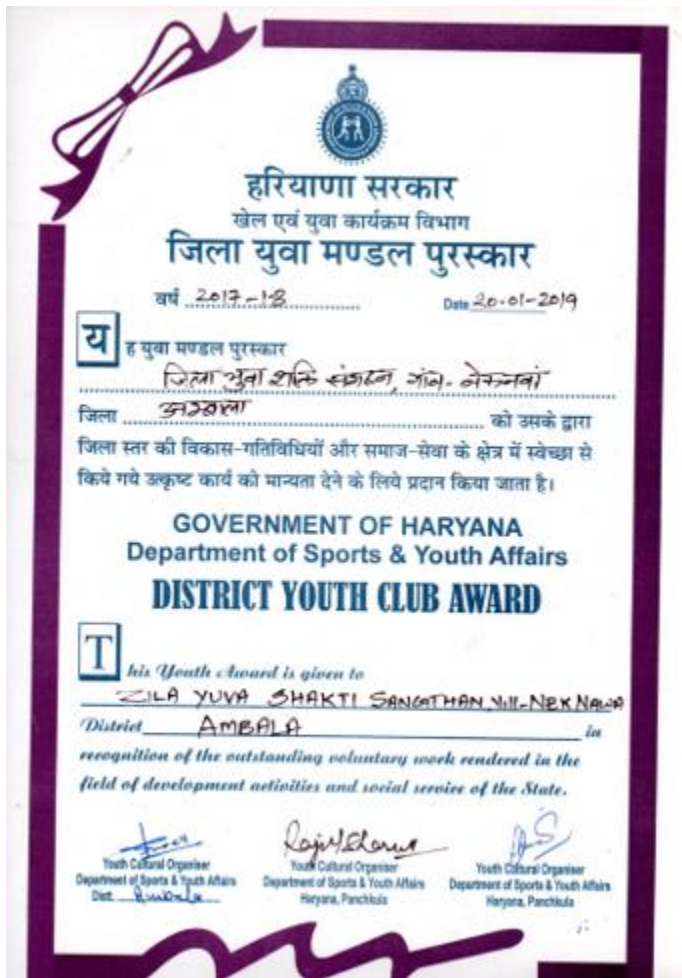 हरियाणा सरकार
खेल एवं युवा कार्यक्रम विभाग
जिला युवा मण्डल पुरस्कार
वर्ष 2017-18 Date 20-01-2019
यह युवा मण्डल पुरस्कार
जिला युवा शक्ति संगठन, गांव-नेकनवां
जिला अम्बाला को उसके द्वारा
जिला स्तर की विकास-गतिविधियों और समाज-सेवा के क्षेत्र में स्वेच्छा से
किये गये उत्कृष्ट कार्य को मान्यता देने के लिये प्रदान किया जाता है।
GOVERNMENT OF HARYANA
Department of Sports & Youth Affairs
DISTRICT YOUTH CLUB AWARD
This Youth Award is given to
ZILA YUVA SHAKTI SANGTHAN, Vill-NEK NAWA
District AMBALA in
recognition of the outstanding voluntary work rendered in the
field of development activities and social service of the State.
Youth Cultural Organiser Youth Cultural Organiser Youth Cultural Organiser
Department of Sports & Youth Affairs Department of Sports & Youth Affairs Department of Sports & Youth Affairs
Distt. Ambala Haryana, Panchkula Haryana, Panchkula